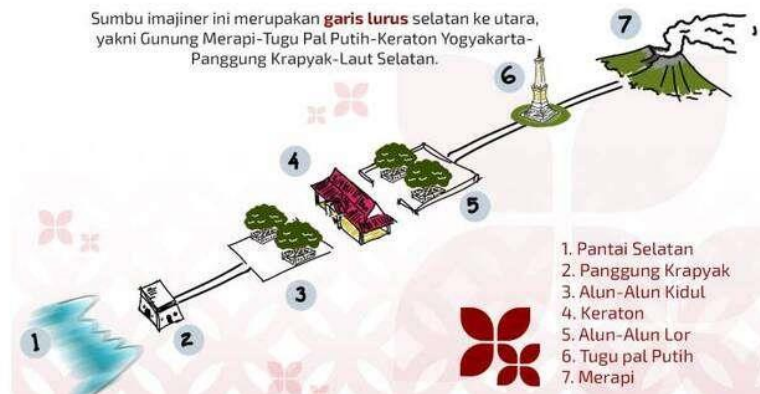 Sumbu imajiner ini merupakan garis lurus selatan ke utara,
yakni Gunung Merapi-Tugu Pal Putih-Keraton Yogyakarta-
Panggung Krapyak-Laut Selatan.
7
6
4
5
3
1
2
1. Pantai Selatan
2. Panggung Krapyak
3. Alun-Alun Kidul
4. Keraton
5. Alun-Alun Lor
6. Tugu pal Putih
7. Merapi